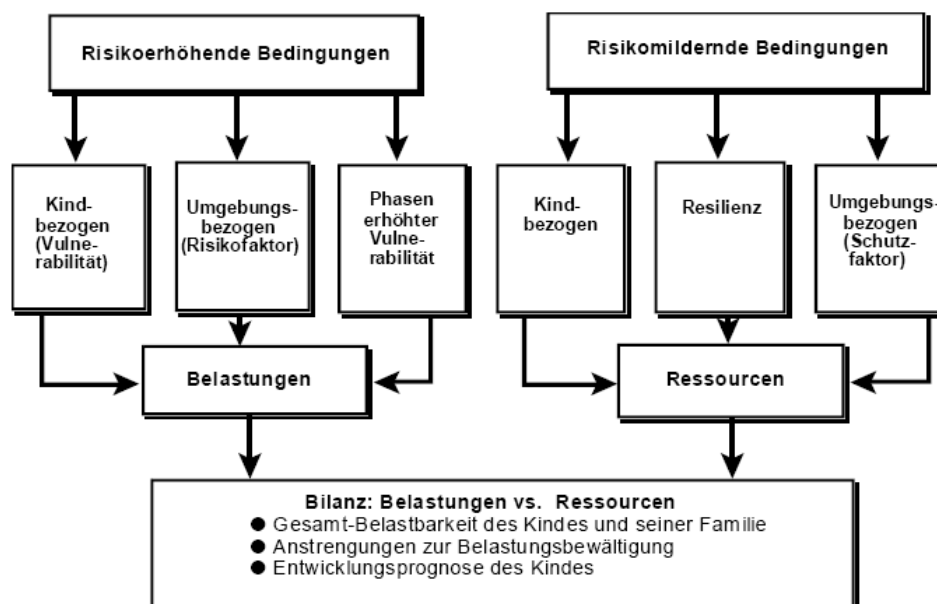 Risikoerhöhende Bedingungen
Risikomildernde Bedingungen
Kind-
bezogen
(Vulne-
rabilität)
Umgebungs-
bezogen
(Risikofaktor)
Phasen
erhöhter
Vulne-
rabilität
Kind-
bezogen
Resilienz
Umgebungs-
bezogen
(Schutz-
faktor)
Belastungen
Ressourcen
Bilanz: Belastungen vs. Ressourcen
● Gesamt-Belastbarkeit des Kindes und seiner Familie
● Anstrengungen zur Belastungsbewältigung
● Entwicklungsprognose des Kindes